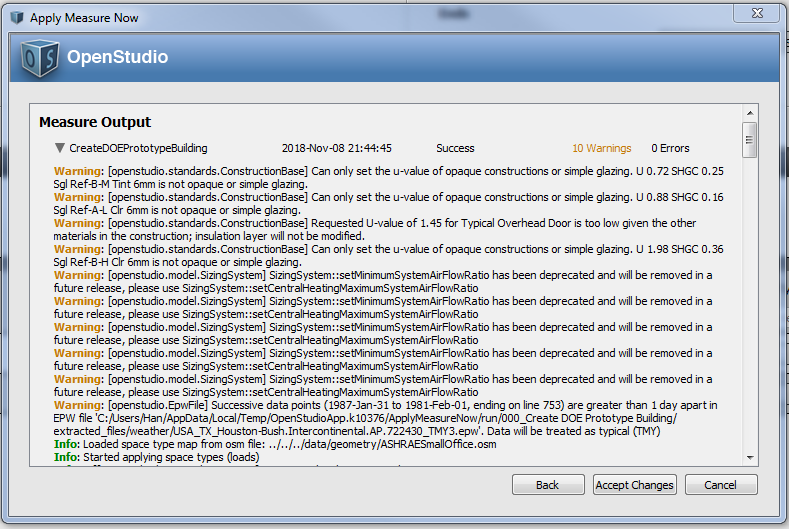 Apply Measure Now
OpenStudio
Measure Output
CreateDOEPrototypeBuilding 2018-Nov-08 21:44:45 Success 10 Warnings 0 Errors
Warning: [openstudio.standards.ConstructionBase] Can only set the u-value of opaque constructions or simple glazing. U 0.72 SHGC 0.25
Sgl Ref-B-M Tint 6mm is not opaque or simple glazing.
Warning: [openstudio.standards.ConstructionBase] Can only set the u-value of opaque constructions or simple glazing. U 0.88 SHGC 0.16
Sgl Ref-A-L Clr 6mm is not opaque or simple glazing.
Warning: [openstudio.standards.ConstructionBase] Requested U-value of 1.45 for Typical Overhead Door is too low given the other
materials in the construction; insulation layer will not be modified.
Warning: [openstudio.standards.ConstructionBase] Can only set the u-value of opaque constructions or simple glazing. U 1.98 SHGC 0.36
Sgl Ref-B-H Clr 6mm is not opaque or simple glazing.
Warning: [openstudio.model.SizingSystem] SizingSystem::setMinimumSystemAirFlowRatio has been deprecated and will be removed in a
future release, please use SizingSystem::setCentralHeatingMaximumSystemAirFlowRatio
Warning: [openstudio.model.SizingSystem] SizingSystem::setMinimumSystemAirFlowRatio has been deprecated and will be removed in a
future release, please use SizingSystem::setCentralHeatingMaximumSystemAirFlowRatio
Warning: [openstudio.model.SizingSystem] SizingSystem::setMinimumSystemAirFlowRatio has been deprecated and will be removed in a
future release, please use SizingSystem::setCentralHeatingMaximumSystemAirFlowRatio
Warning: [openstudio.model.SizingSystem] SizingSystem::setMinimumSystemAirFlowRatio has been deprecated and will be removed in a
future release, please use SizingSystem::setCentralHeatingMaximumSystemAirFlowRatio
Warning: [openstudio.model.SizingSystem] SizingSystem::setMinimumSystemAirFlowRatio has been deprecated and will be removed in a
future release, please use SizingSystem::setCentralHeatingMaximumSystemAirFlowRatio
Warning: [openstudio.EpwFile] Successive data points (1987-Jan-31 to 1981-Feb-01, ending on line 753) are greater than 1 day apart in
EPW file 'C:/Users/Han/AppData/Local/Temp/OpenStudioApp.k10376/ApplyMeasureNow/run/000_Create DOE Prototype Building/
extracted_files/weather/USA_TX_Houston-Bush.Intercontinental.AP.722430_TMY3.epw'. Data will be treated as typical (TMY)
Info: Loaded space type map from osm file: ../../../data/geometry/ASHRAESmallOffice.osm
Info: Started applying space types (loads)
Back Accept Changes Cancel